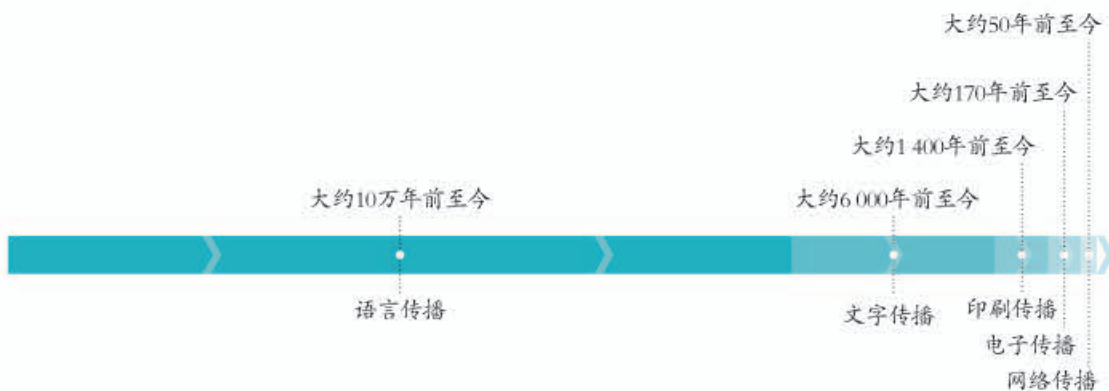 大约50年前至今
大约170年前至今
大约1 400年前至今
大约10万年前至今
大约6 000年前至今
语言传播
文字传播
印刷传播
电子传播
网络传播